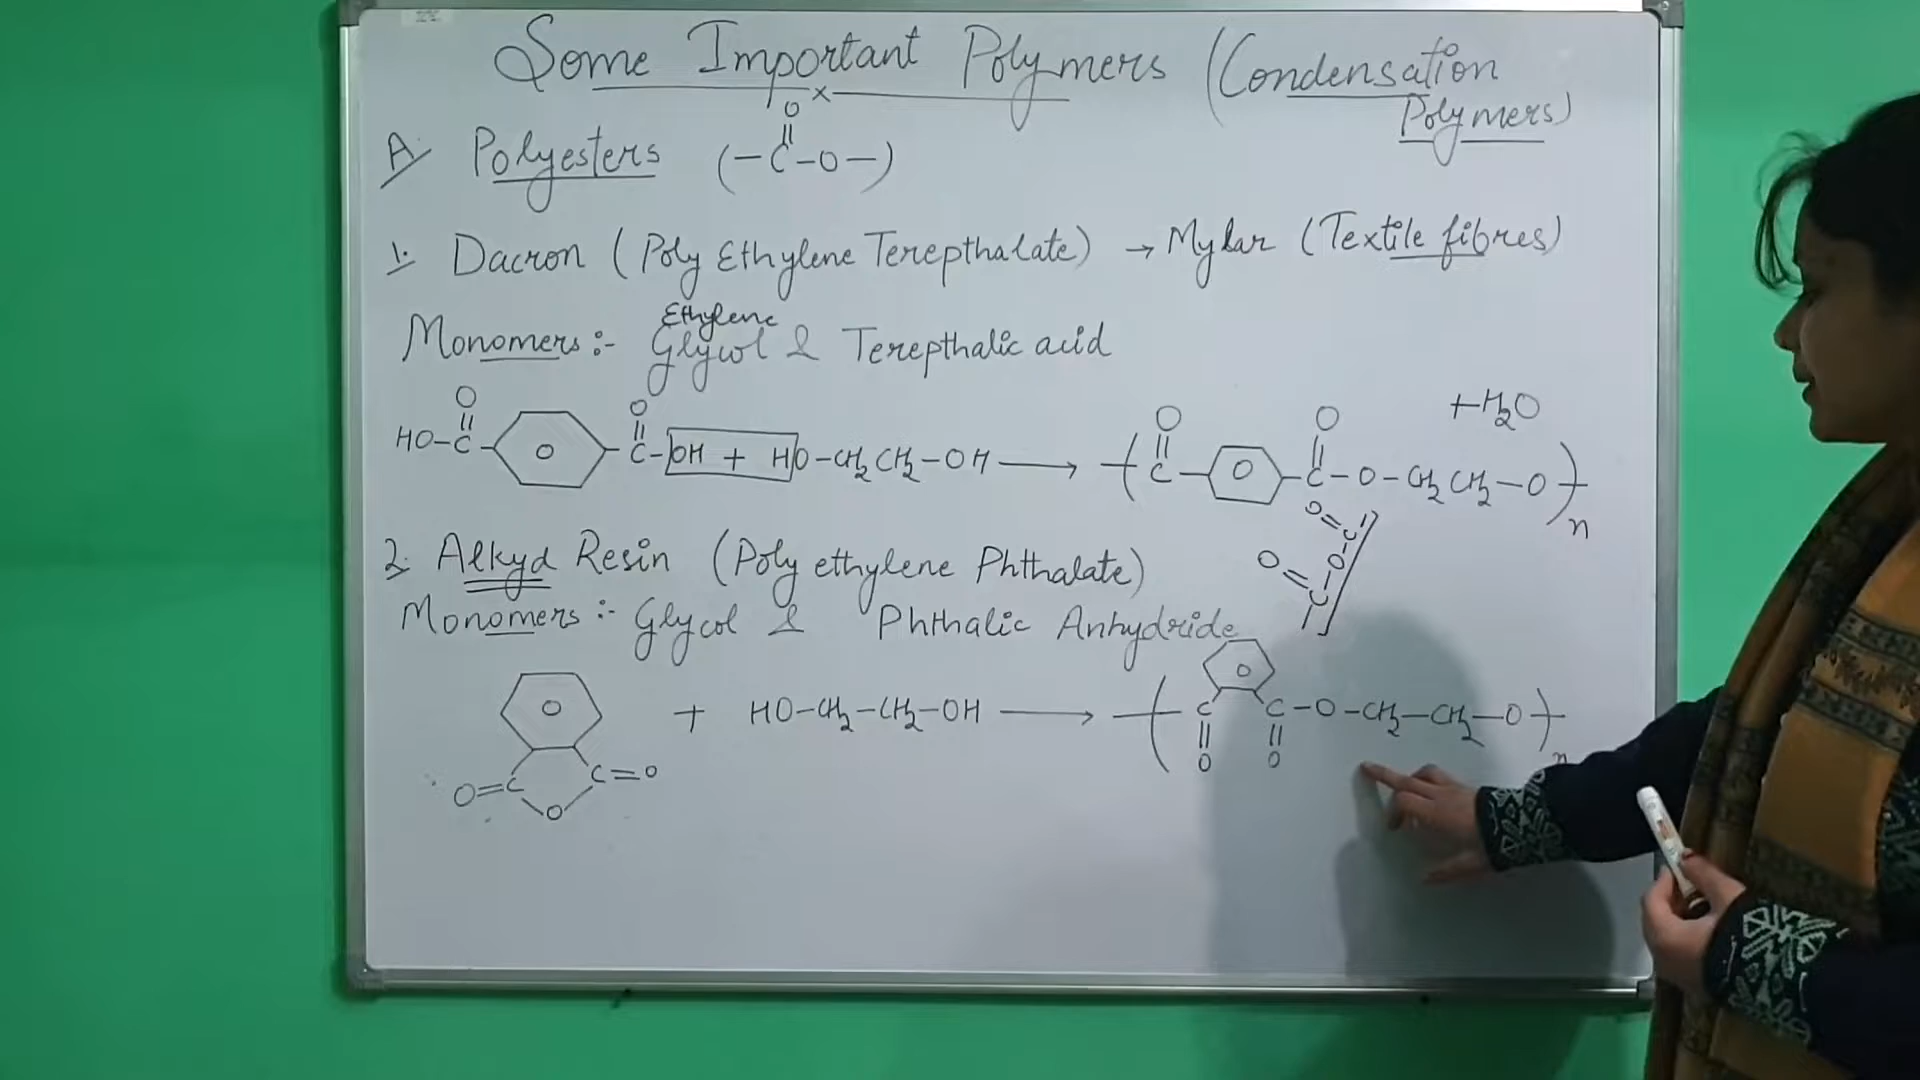 Some Important Polymers (Condensation
Polymers)
A. Polyesters (-C-O-)
O
||
1. Dacron (Poly Ethylene Terepthalate) → Mylar (Textile fibres)
Monomers :- Ethylene Glycol & Terepthalic acid
O O O O +H₂O
HO-C- O -C-OH + HO-CH₂CH₂-OH → (C- O -C-O-CH₂CH₂-O)n
2. Alkyd Resin (Poly ethylene Phthalate)
O=C-O-C=O
Monomers :- Glycol & Phthalic Anhydride
O + HO-CH₂-CH₂-OH → (C O C-O-CH₂-CH₂-O)n
O=C C=O O O
O